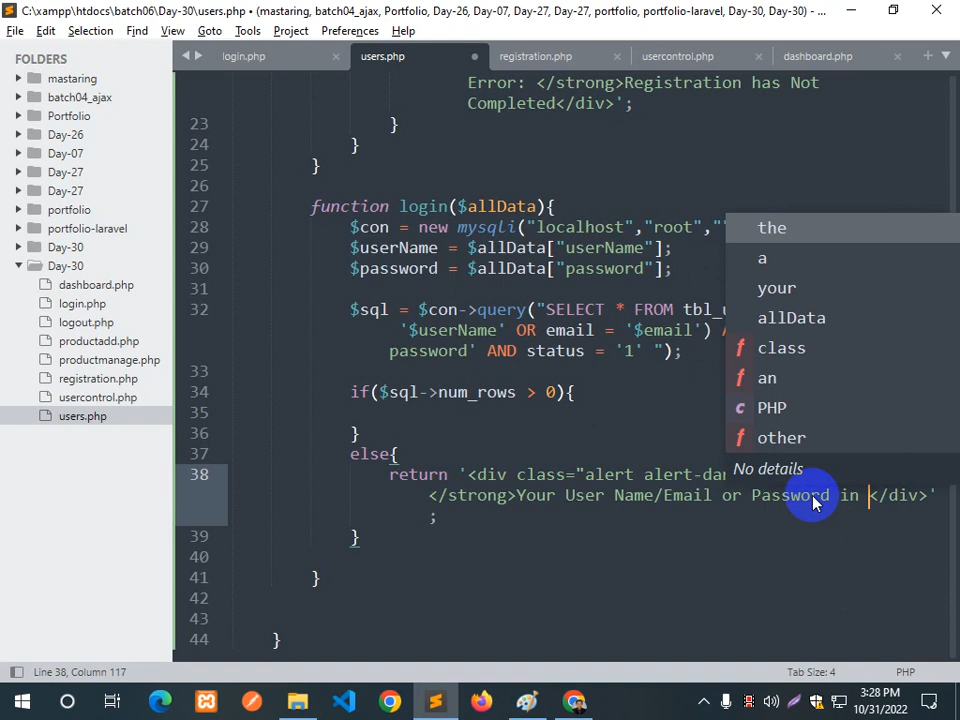 C:\xampp\htdocs\batch06\Day-30\users.php • (mastaring, batch04_ajax, Portfolio, Day-26, Day-07, Day-27, Day-27, portfolio, portfolio-laravel, Day-30, Day-30) - ...
File Edit Selection Find View Goto Tools Project Preferences Help
FOLDERS
mastaring
batch04_ajax
Portfolio
Day-26
Day-07
Day-27
Day-27
portfolio
portfolio-laravel
Day-30
Day-30
dashboard.php
login.php
logout.php
productadd.php
productmanage.php
registration.php
usercontrol.php
users.php
login.php users.php registration.php usercontrol.php dashboard.php
Error: </strong>Registration has Not
Completed</div>';
23 }
24 }
25 }
26
27 function login($allData){
28 $con = new mysqli("localhost","root","
29 $userName = $allData["userName"];
30 $password = $allData["password"];
31
32 $sql = $con->query("SELECT * FROM tbl_u
'$userName' OR email = '$email') A
password' AND status = '1' ");
33
34 if($sql->num_rows > 0){
35
36 }
37 else{
38 return '<div class="alert alert-dan
</strong>Your User Name/Email or Password in </div>'
;
39 }
40
41 }
42
43
44 }
the
a
your
allData
f class
f an
c PHP
f other
No details
Line 38, Column 117 Tab Size: 4 PHP
3:28 PM
10/31/2022